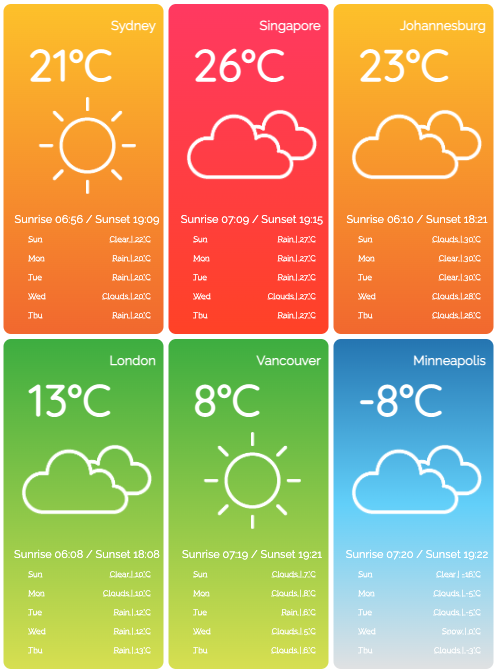 Sydney
21°C
Sunrise 06:56 / Sunset 19:09
Sun Clear | 22°C
Mon Rain | 20°C
Tue Rain | 20°C
Wed Clouds | 20°C
Thu Rain | 20°C
Singapore
26°C
Sunrise 07:09 / Sunset 19:15
Sun Rain | 27°C
Mon Rain | 27°C
Tue Rain | 27°C
Wed Clouds | 27°C
Thu Rain | 27°C
Johannesburg
23°C
Sunrise 06:10 / Sunset 18:21
Sun Clouds | 30°C
Mon Clear | 30°C
Tue Clear | 30°C
Wed Clouds | 28°C
Thu Clouds | 26°C
London
13°C
Sunrise 06:08 / Sunset 18:08
Sun Clear | 10°C
Mon Clouds | 10°C
Tue Rain | 12°C
Wed Rain | 12°C
Thu Rain | 13°C
Vancouver
8°C
Sunrise 07:19 / Sunset 19:21
Sun Clouds | 7°C
Mon Clouds | 8°C
Tue Rain | 6°C
Wed Clouds | 5°C
Thu Clouds | 6°C
Minneapolis
-8°C
Sunrise 07:20 / Sunset 19:22
Sun Clear | -16°C
Mon Clouds | -5°C
Tue Clouds | -5°C
Wed Snow | 0°C
Thu Clouds | -3°C